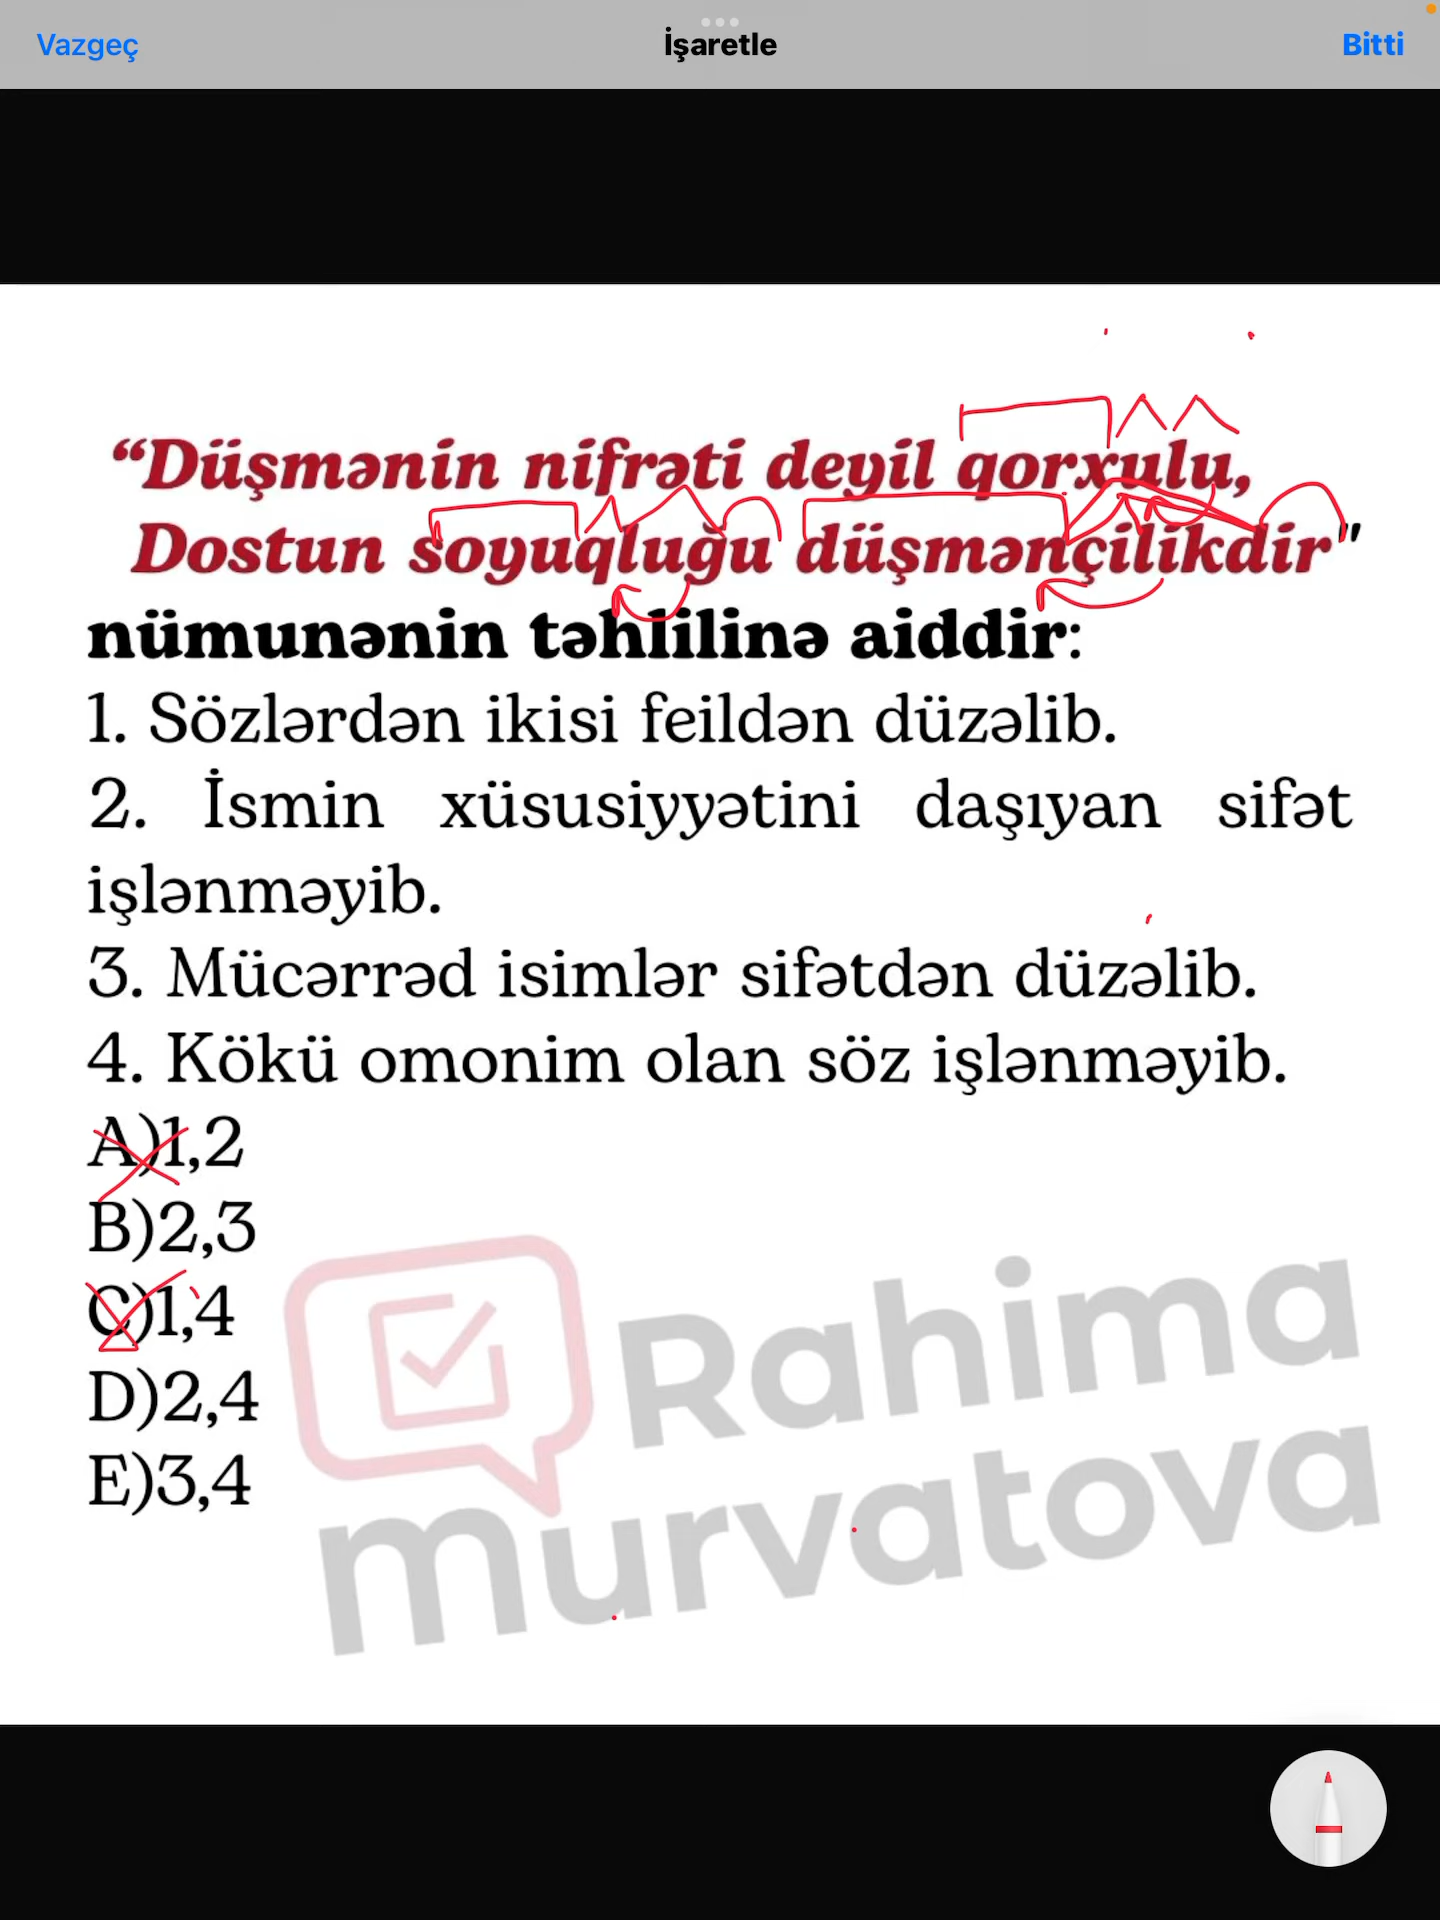 Vazgeç
İşaretle
Bitti
“Düşmənin nifrəti deyil qorxulu,
Dostun soyuqluğu düşmənçilikdir"
nümunənin təhlilinə aiddir:
1. Sözlərdən ikisi feildən düzəlib.
2. İsmin xüsusiyyətini daşıyan sifət
işlənməyib.
3. Mücərrəd isimlər sifətdən düzəlib.
4. Kökü omonim olan söz işlənməyib.
A)1,2
B)2,3
C)1,4
D)2,4
E)3,4
Rahima
murvatova